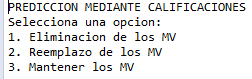 PREDICCION MEDIANTE CALIFICACIONES
Selecciona una opcion:
1. Eliminacion de los MV
2. Reemplazo de los MV
3. Mantener los MV